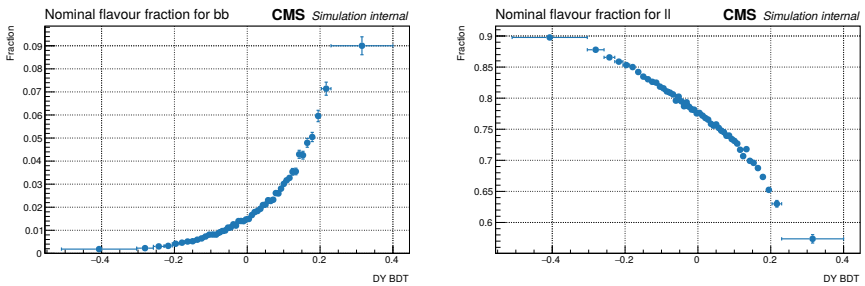 Nominal flavour fraction for bb CMS Simulation internal
Fraction
0.09
0.08
0.07
0.06
0.05
0.04
0.03
0.02
0.01
0
−0.4 −0.2 0 0.2 0.4
DY BDT
Nominal flavour fraction for ll CMS Simulation internal
Fraction
0.9
0.85
0.8
0.75
0.7
0.65
0.6
−0.4 −0.2 0 0.2 0.4
DY BDT